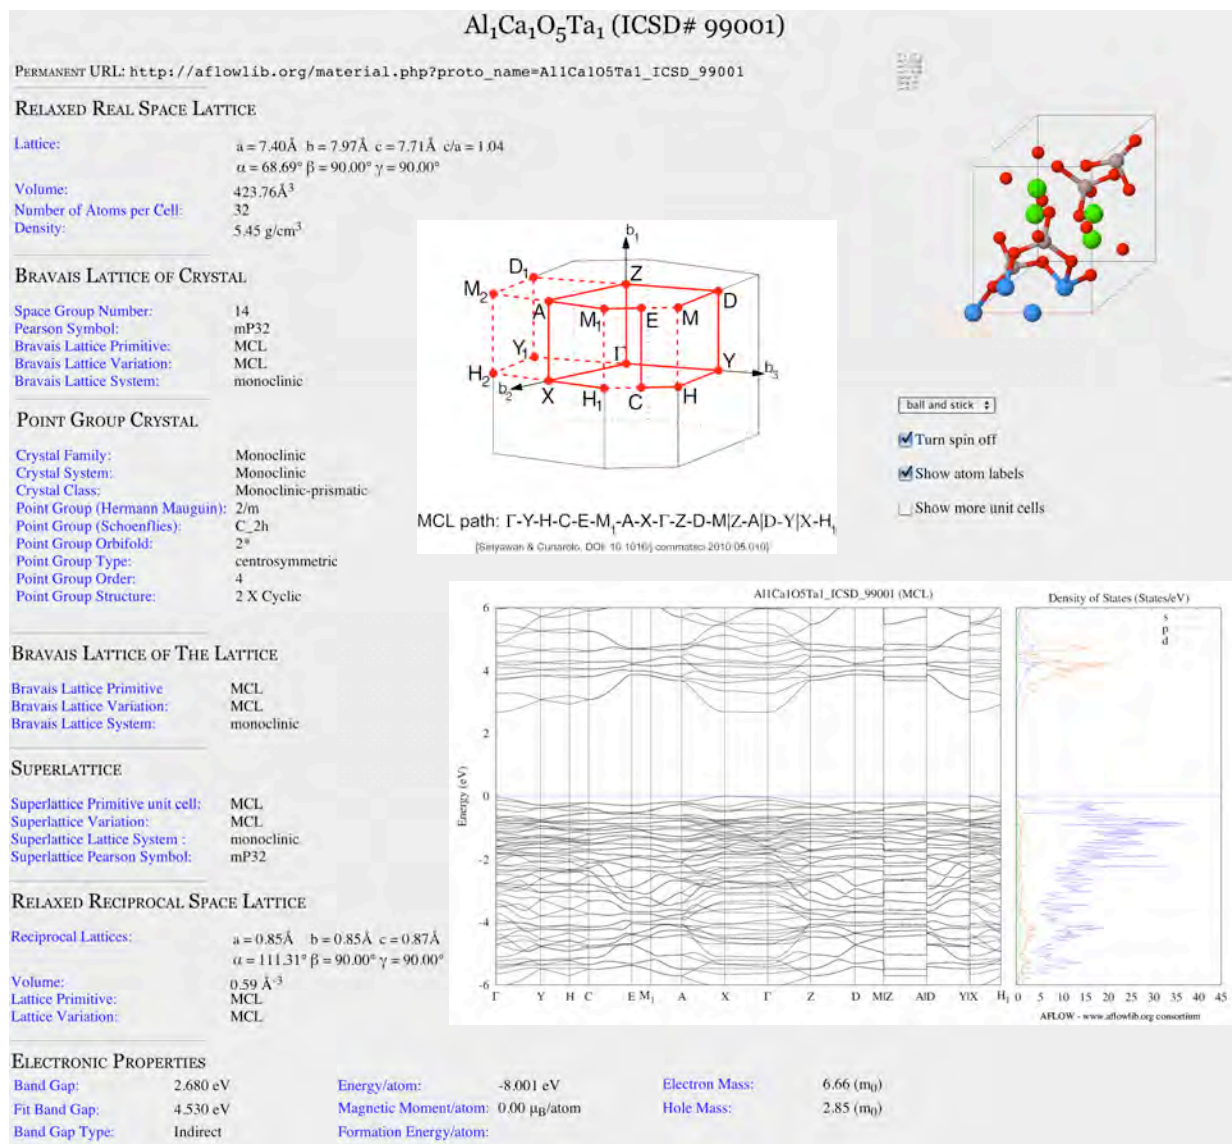 Al1Ca1O5Ta1 (ICSD# 99001)
PERMANENT URL: http://aflowlib.org/material.php?proto_name=Al1Ca1O5Ta1_ICSD_99001
RELAXED REAL SPACE LATTICE
Lattice: a = 7.40Å b = 7.97Å c = 7.71Å c/a = 1.04
α = 68.69° β = 90.00° γ = 90.00°
Volume: 423.76Å3
Number of Atoms per Cell: 32
Density: 5.45 g/cm3
BRAVAIS LATTICE OF CRYSTAL
Space Group Number: 14
Pearson Symbol: mP32
Bravais Lattice Primitive: MCL
Bravais Lattice Variation: MCL
Bravais Lattice System: monoclinic
POINT GROUP CRYSTAL
Crystal Family: Monoclinic
Crystal System: Monoclinic
Crystal Class: Monoclinic-prismatic
Point Group (Hermann Mauguin): 2/m
Point Group (Schoenflies): C_2h
Point Group Orbifold: 2*
Point Group Type: centrosymmetric
Point Group Order: 4
Point Group Structure: 2 X Cyclic
BRAVAIS LATTICE OF THE LATTICE
Bravais Lattice Primitive MCL
Bravais Lattice Variation: MCL
Bravais Lattice System: monoclinic
SUPERLATTICE
Superlattice Primitive unit cell: MCL
Superlattice Variation: MCL
Superlattice Lattice System : monoclinic
Superlattice Pearson Symbol: mP32
RELAXED RECIPROCAL SPACE LATTICE
Reciprocal Lattices: a = 0.85Å b = 0.85Å c = 0.87Å
α = 111.31° β = 90.00° γ = 90.00°
Volume: 0.59 Å-3
Lattice Primitive: MCL
Lattice Variation: MCL
b1
D1 Z
M2 A M1 E M D
Y1 Γ Y
H2 b2 X H1 C H b3
MCL path: Γ-Y-H-C-E-M1-A-X-Γ-Z-D-M|Z-A|D-Y|X-H1
ball and stick
Turn spin off
Show atom labels
Show more unit cells
Al1Ca1O5Ta1_ICSD_99001 (MCL)
Density of States (States/eV)
s
p
d
Energy (eV)
6
4
2
0
-2
-4
-6
Γ Y H C E M1 A X Γ Z D M|Z A|D Y|X H1
0 5 10 15 20 25 30 35 40 45
AFLOW - www.aflowlib.org consortium
ELECTRONIC PROPERTIES
Band Gap: 2.680 eV Energy/atom: -8.001 eV Electron Mass: 6.66 (m0)
Fit Band Gap: 4.530 eV Magnetic Moment/atom: 0.00 μB/atom Hole Mass: 2.85 (m0)
Band Gap Type: Indirect Formation Energy/atom: